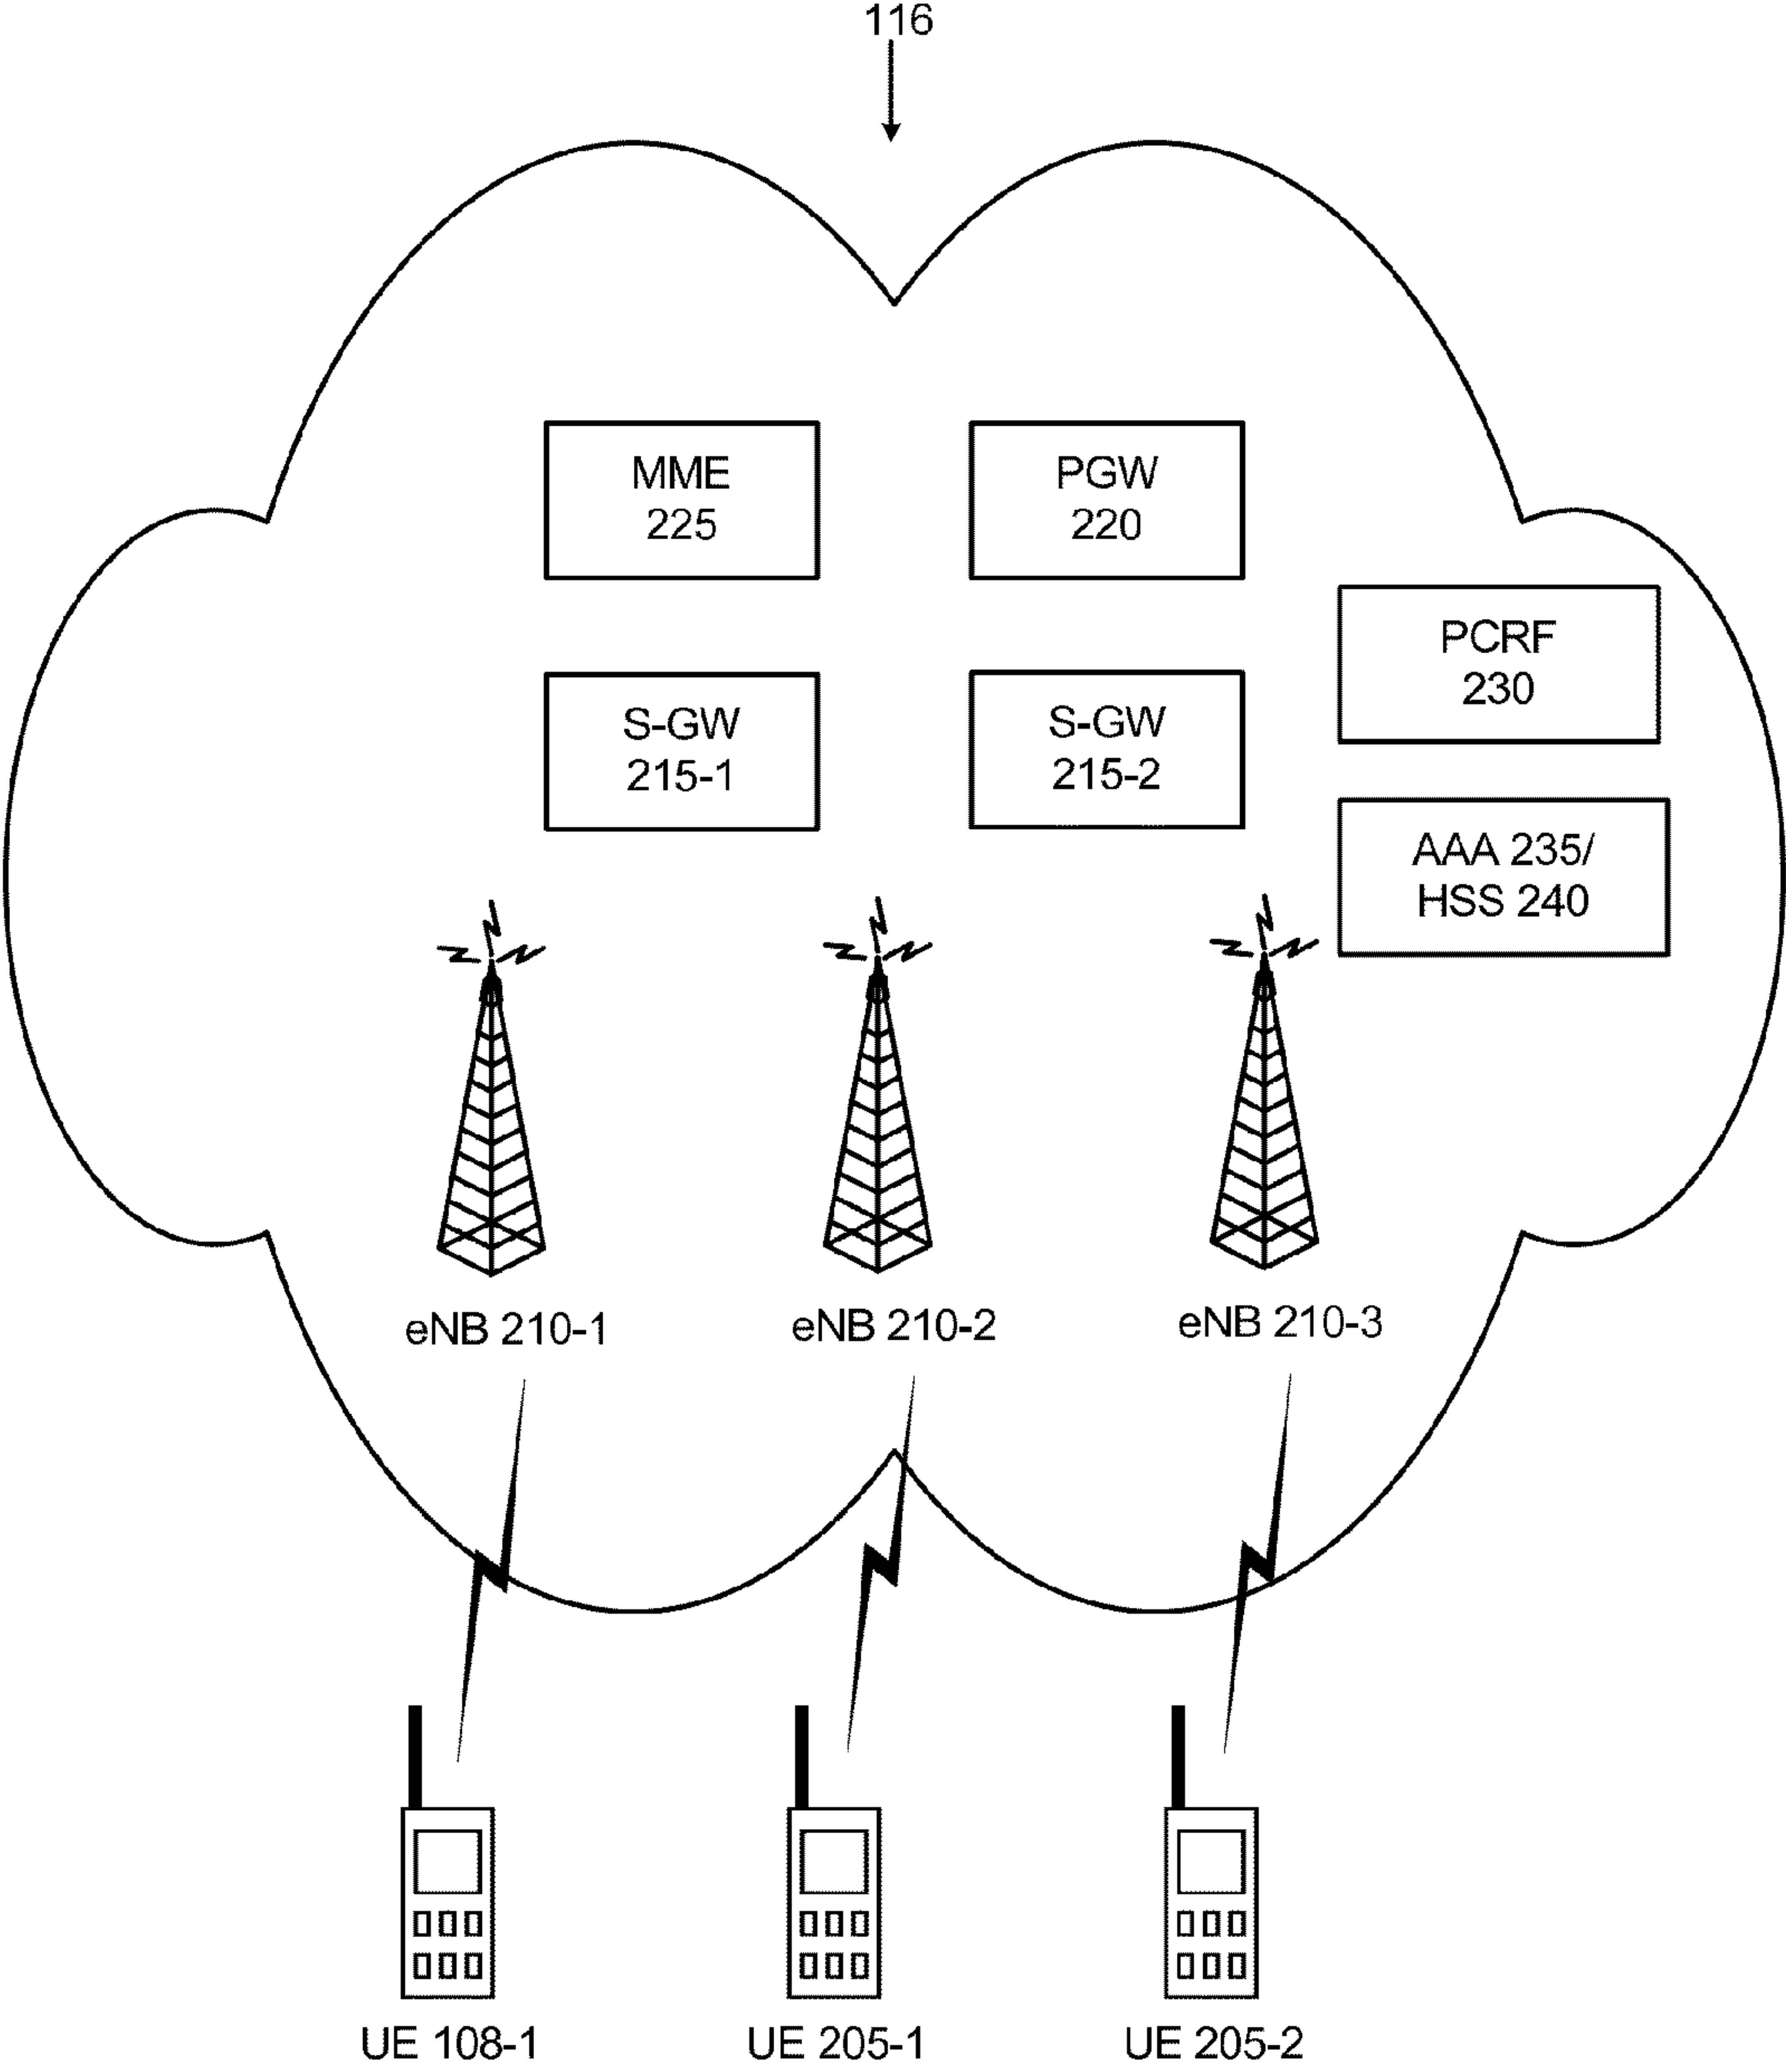 116
MME
225
PGW
220
PCRF
230
S-GW
215-1
S-GW
215-2
AAA 235/
HSS 240
eNB 210-1
eNB 210-2
eNB 210-3
UE 108-1
UE 205-1
UE 205-2